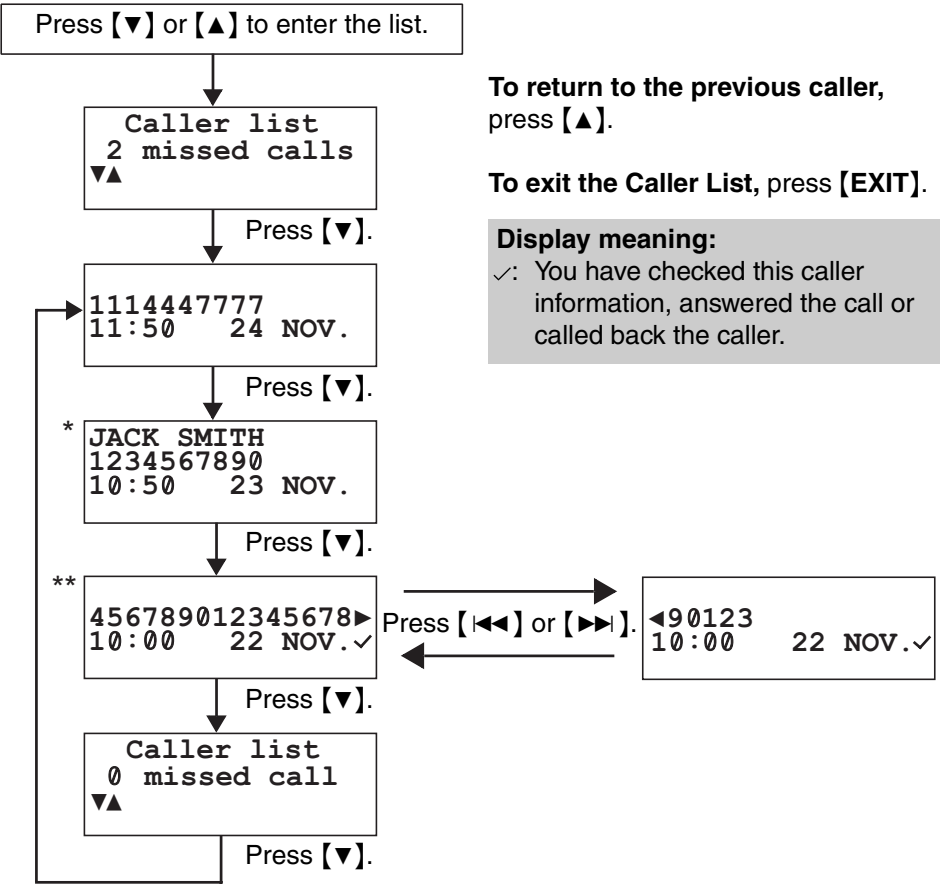 Press【▼】or【▲】to enter the list.
Caller list
2 missed calls
▼▲
Press【▼】.
1114447777
11:50 24 NOV.
Press【▼】.
*
JACK SMITH
1234567890
10:50 23 NOV.
Press【▼】.
**
456789012345678▶
10:00 22 NOV.✓
Press【⏮】or【⏭】.
◀90123
10:00 22 NOV.✓
Press【▼】.
Caller list
0 missed call
▼▲
Press【▼】.
To return to the previous caller,
press【▲】.
To exit the Caller List, press【EXIT】.
Display meaning:
✓: You have checked this caller
information, answered the call or
called back the caller.